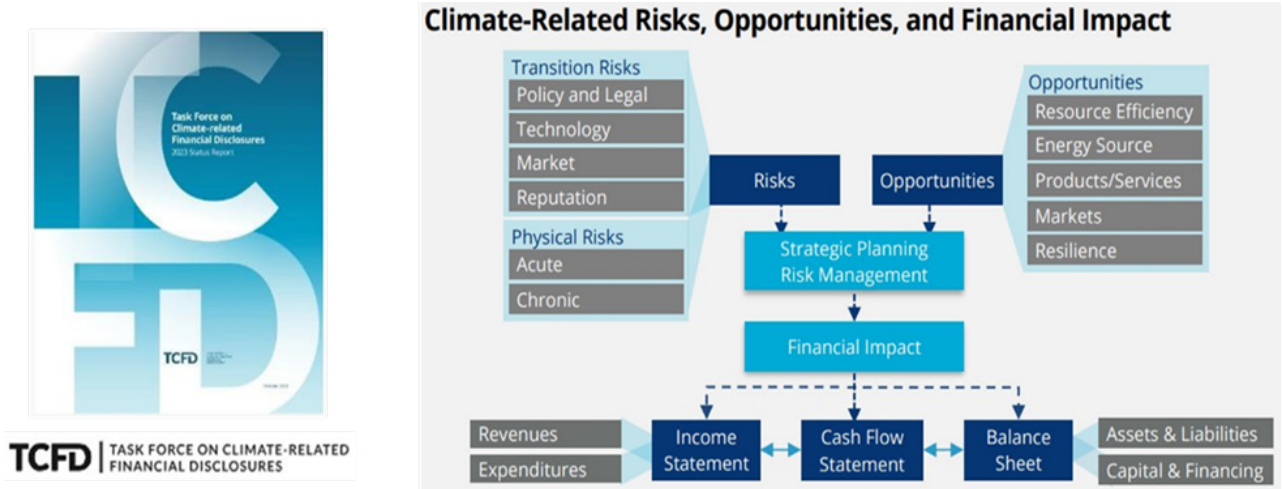 Task Force on
Climate-related
Financial Disclosures
2023 Status Report
TCFD
TCFD
TASK FORCE ON CLIMATE-RELATED
FINANCIAL DISCLOSURES
Climate-Related Risks, Opportunities, and Financial Impact
Transition Risks
Policy and Legal
Technology
Market
Reputation
Physical Risks
Acute
Chronic
Risks
Opportunities
Opportunities
Resource Efficiency
Energy Source
Products/Services
Markets
Resilience
Strategic Planning
Risk Management
Financial Impact
Revenues
Expenditures
Income
Statement
Cash Flow
Statement
Balance
Sheet
Assets & Liabilities
Capital & Financing